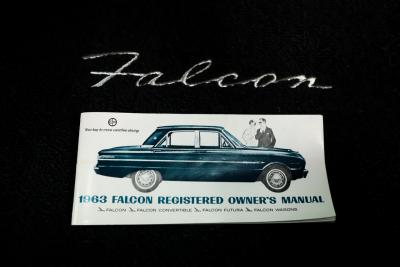 Falcon
1963 FALCON REGISTERED OWNER'S MANUAL
FALCON FALCON CONVERTIBLE FALCON FUTURA FALCON WAGONS